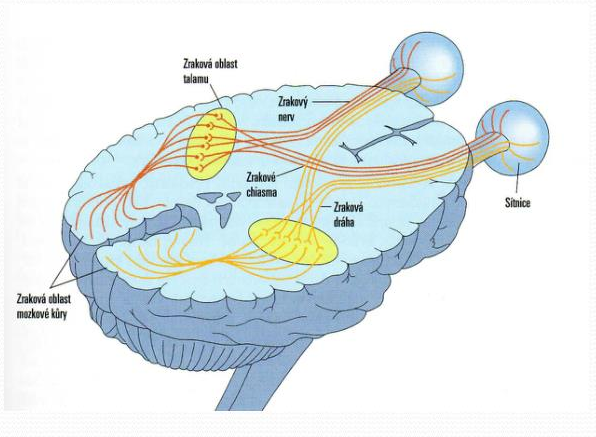 Zraková oblast
talamu
Zrakový
nerv
Zrakové
chiasma
Zraková
dráha
Sítnice
Zraková oblast
mozkové kůry